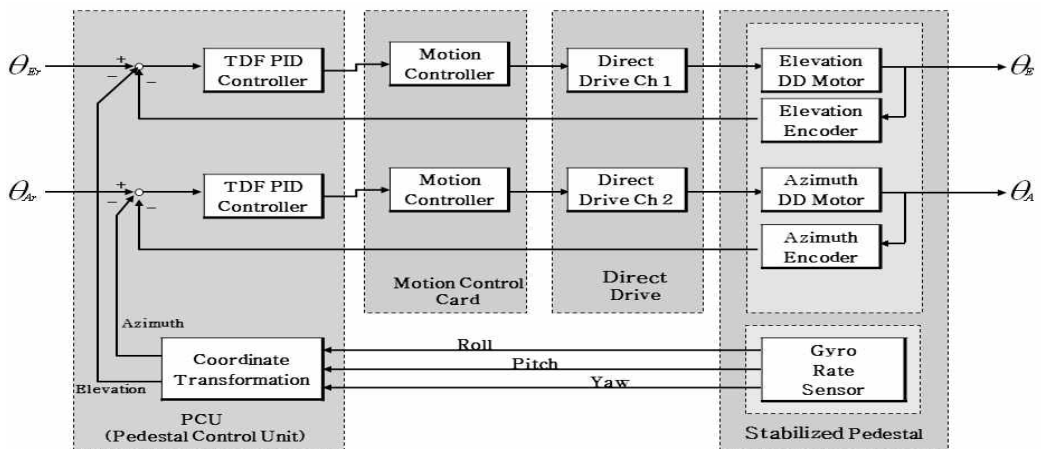 θEr
+
−
−
TDF PID
Controller
Motion
Controller
Direct
Drive Ch 1
Elevation
DD Motor
θE
Elevation
Encoder
θAr
+
−
−
TDF PID
Controller
Motion
Controller
Direct
Drive Ch 2
Azimuth
DD Motor
θA
Azimuth
Encoder
Motion Control
Card
Direct
Drive
Azimuth
Elevation
Coordinate
Transformation
Roll
Pitch
Yaw
Gyro
Rate
Sensor
PCU
(Pedestal Control Unit)
Stabilized Pedestal